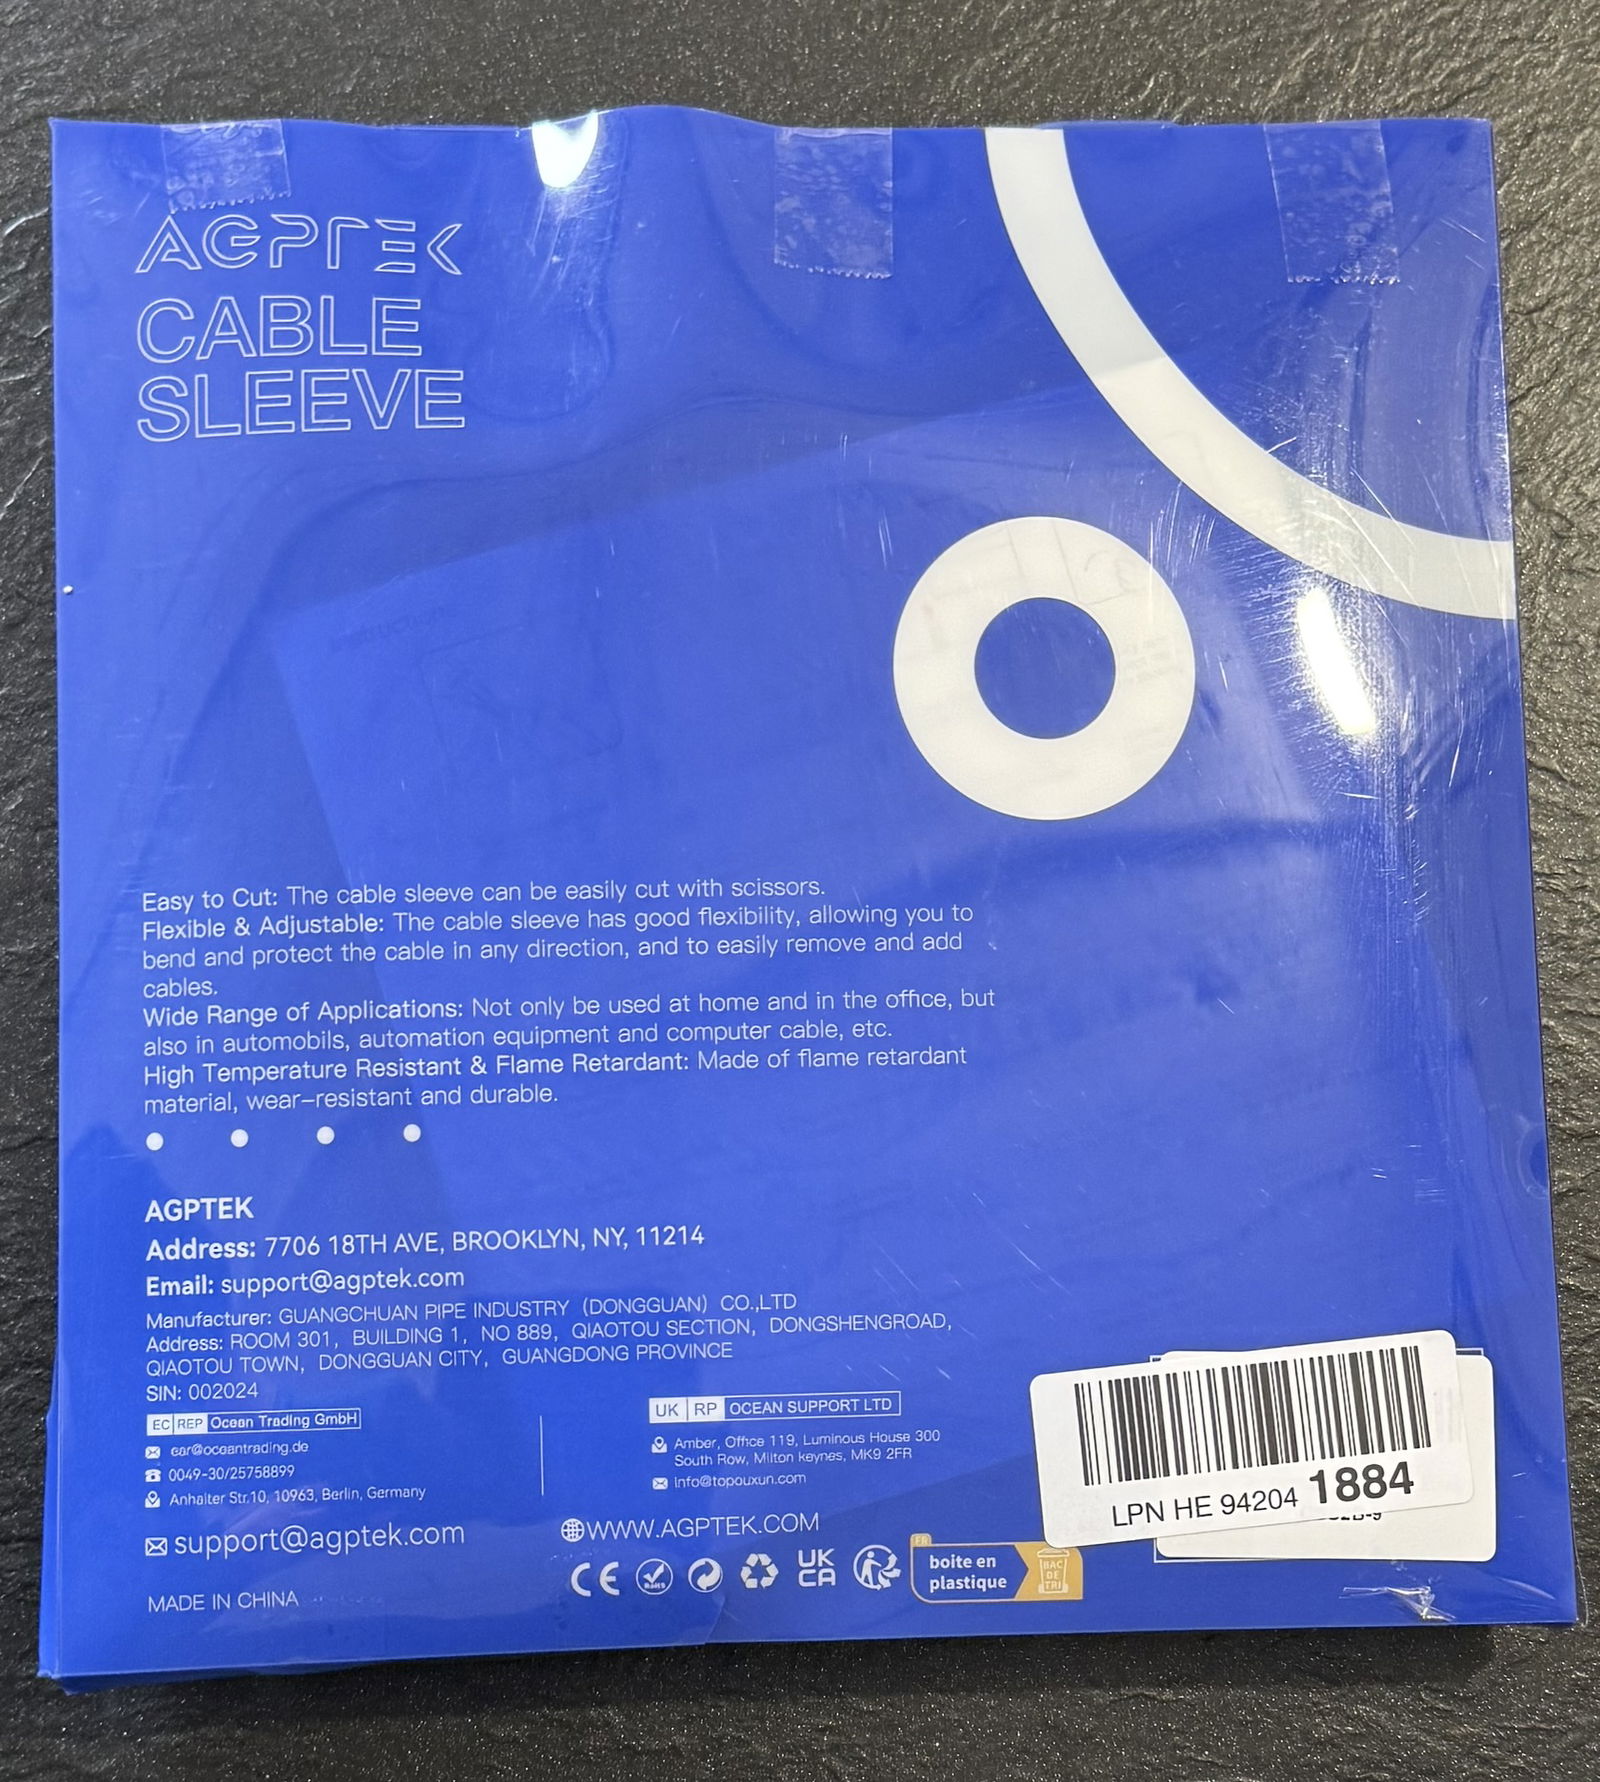 AGPTEK
CABLE
SLEEVE
Easy to Cut: The cable sleeve can be easily cut with scissors.
Flexible & Adjustable: The cable sleeve has good flexibility, allowing you to
bend and protect the cable in any direction, and to easily remove and add
cables.
Wide Range of Applications: Not only be used at home and in the office, but
also in automobils, automation equipment and computer cable, etc.
High Temperature Resistant & Flame Retardant: Made of flame retardant
material, wear-resistant and durable.
AGPTEK
Address: 7706 18TH AVE, BROOKLYN, NY, 11214
Email: support@agptek.com
Manufacturer: GUANGCHUAN PIPE INDUSTRY (DONGGUAN) CO.,LTD
Address: ROOM 301, BUILDING 1, NO 889, QIAOTOU SECTION, DONGSHENGROAD,
QIAOTOU TOWN, DONGGUAN CITY, GUANGDONG PROVINCE
SIN: 002024
EC REP Ocean Trading GmbH
ear@oceantrading.de
0049-30/25758899
Anhalter Str.10, 10963, Berlin, Germany
UK RP OCEAN SUPPORT LTD
Amber, Office 119, Luminous House 300
South Row, Milton keynes, MK9 2FR
info@topouxun.com
support@agptek.com
WWW.AGPTEK.COM
CE RoHS UK CA
FR
boite en
plastique
BAC
DE
TRI
MADE IN CHINA
LPN HE 94204 1884